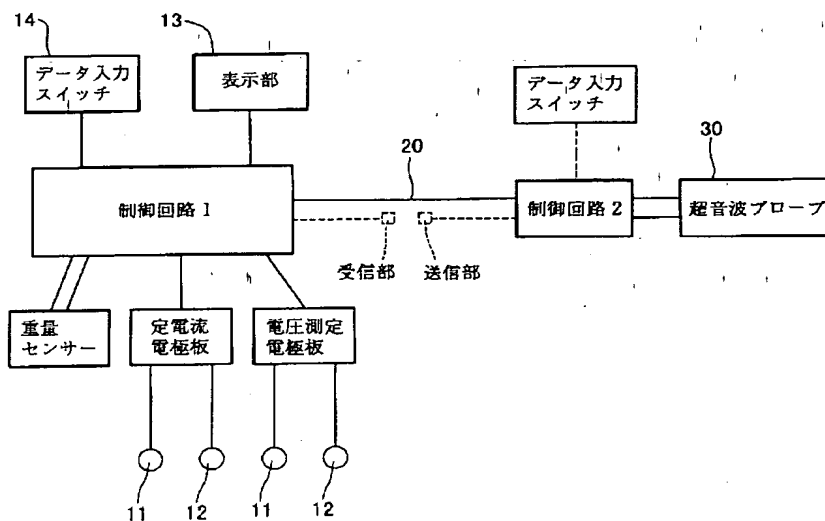 14
13
データ入力
スイッチ
表示部
データ入力
スイッチ
20
30
制御回路1
制御回路2
超音波プローブ
受信部
送信部
重量
センサー
定電流
電極板
電圧測定
電極板
11
12
11
12